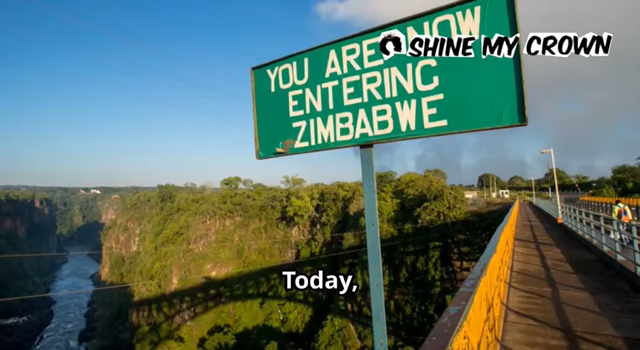 YOU ARE NOW
ENTERING
ZIMBABWE
SHINE MY CROWN
Today,